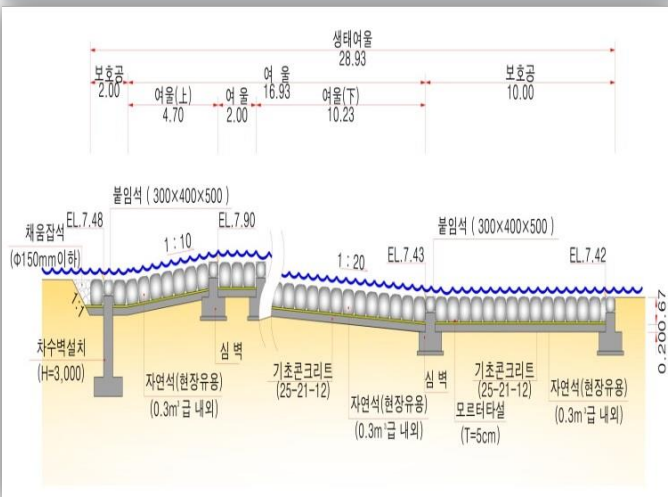 생태여울
28.93
보호공
2.00
여 울
16.93
보호공
10.00
여울(上)
4.70
여 울
2.00
여울(下)
10.23
붙임석 ( 300×400×500 )
EL.7.48
EL.7.90
채움잡석
(Φ150mm이하)
1 : 10
붙임석 ( 300×400×500 )
EL.7.43
EL.7.42
1 : 20
0.200.67
차수벽설치
(H=3,000)
심 벽
자연석(현장유용)
(0.3㎥급 내외)
기초콘크리트
(25-21-12)
자연석(현장유용)
(0.3㎥급 내외)
심 벽
모르터타설
(T=5cm)
기초콘크리트
(25-21-12)
자연석(현장유용)
(0.3㎥급 내외)